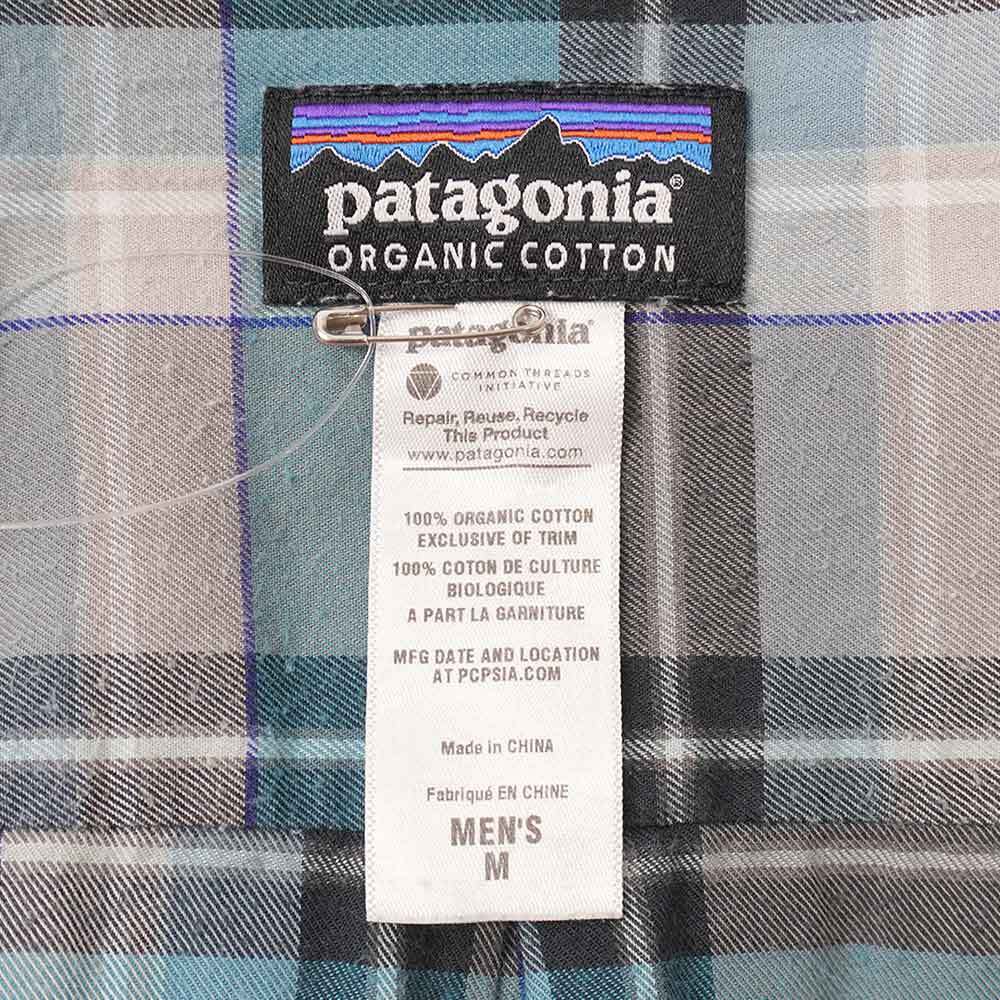 patagonia®
ORGANIC COTTON
patagonia®
COMMON THREADS
INITIATIVE
Repair, Reuse, Recycle
This Product
www.patagonia.com
100% ORGANIC COTTON
EXCLUSIVE OF TRIM
100% COTON DE CULTURE
BIOLOGIQUE
A PART LA GARNITURE
MFG DATE AND LOCATION
AT PCPSIA.COM
Made in CHINA
Fabriqué EN CHINE
MEN'S
M